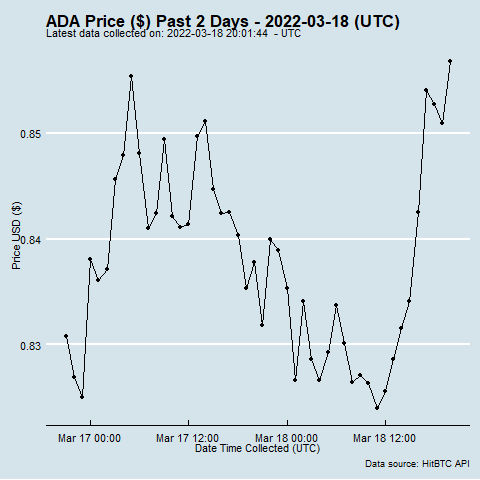 ADA Price ($) Past 2 Days - 2022-03-18 (UTC)
Latest data collected on: 2022-03-18 20:01:44  - UTC
0.85
0.84
0.83
Price USD ($)
Mar 17 00:00 Mar 17 12:00 Mar 18 00:00 Mar 18 12:00
Date Time Collected (UTC)
Data source: HitBTC API